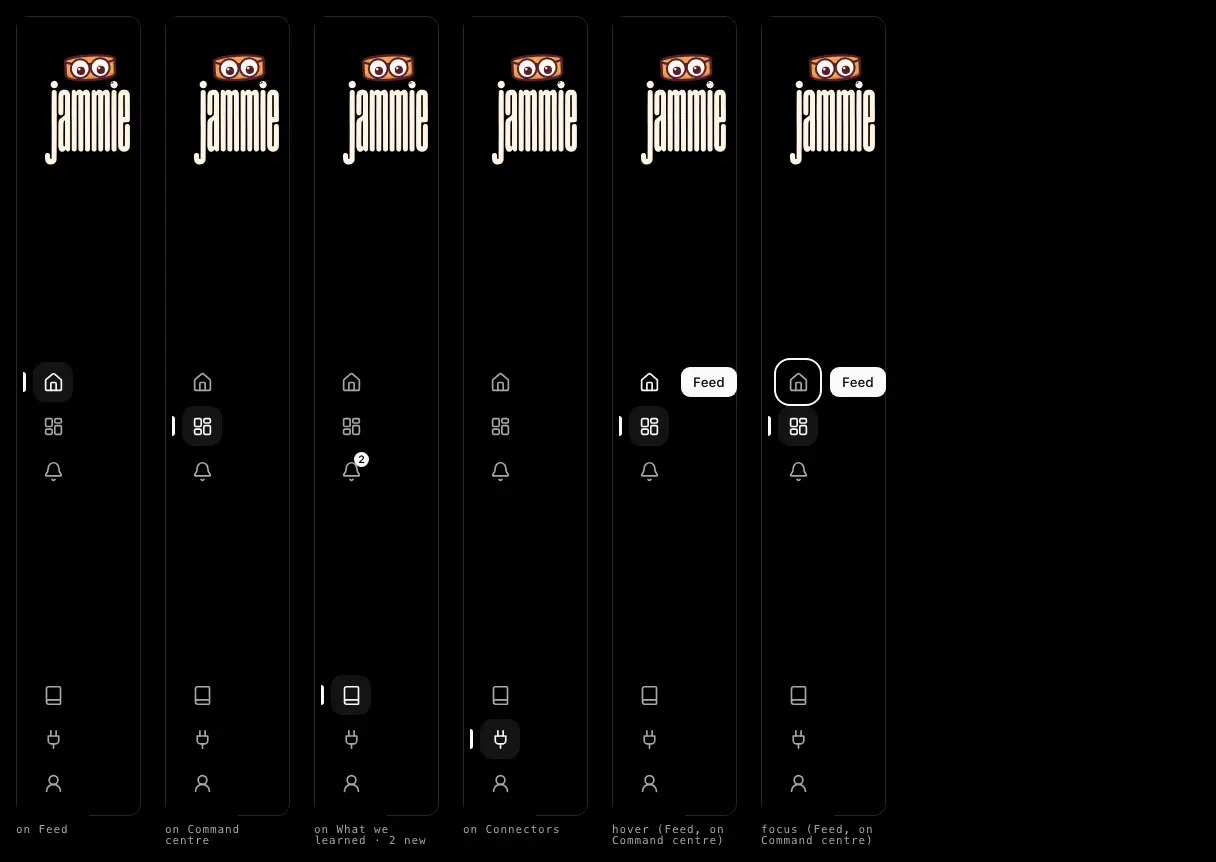 jammie
jammie
jammie
jammie
jammie
jammie
Feed
Feed
2
on Feed
on Command
centre
on What we
learned · 2 new
on Connectors
hover (Feed, on
Command centre)
focus (Feed, on
Command centre)